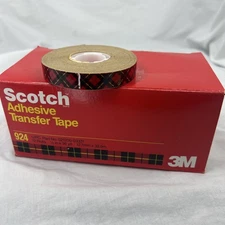 Scotch
Adhesive
Transfer Tape
924
3M